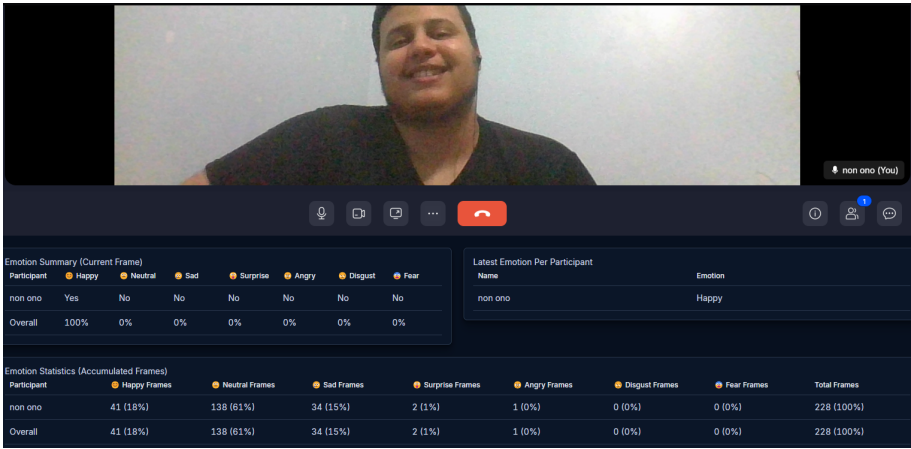 non ono (You)
1
Emotion Summary (Current Frame)
Participant Happy Neutral Sad Surprise Angry Disgust Fear
non ono Yes No No No No No No
Overall 100% 0% 0% 0% 0% 0% 0%
Latest Emotion Per Participant
Name Emotion
non ono Happy
Emotion Statistics (Accumulated Frames)
Participant Happy Frames Neutral Frames Sad Frames Surprise Frames Angry Frames Disgust Frames Fear Frames Total Frames
non ono 41 (18%) 138 (61%) 34 (15%) 2 (1%) 1 (0%) 0 (0%) 0 (0%) 228 (100%)
Overall 41 (18%) 138 (61%) 34 (15%) 2 (1%) 1 (0%) 0 (0%) 0 (0%) 228 (100%)